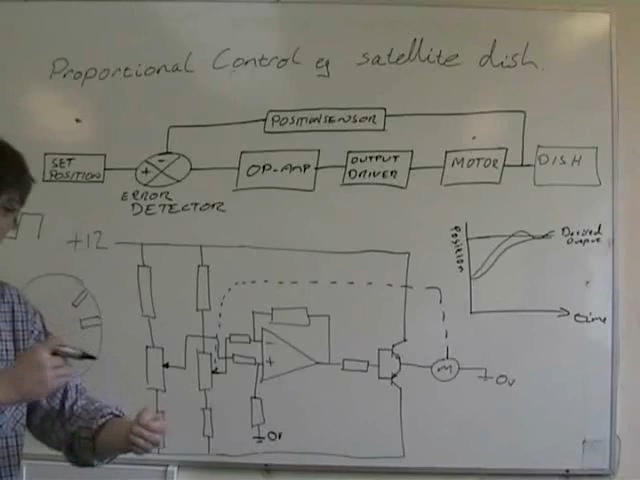 Proportional Control eg satellite dish.
POSITION SENSOR
SET
POSITION
+
-
ERROR
DETECTOR
OP-AMP
OUTPUT
DRIVER
MOTOR
DISH
+12
Position
Desired
Output
time
-
+
M
0v
0v